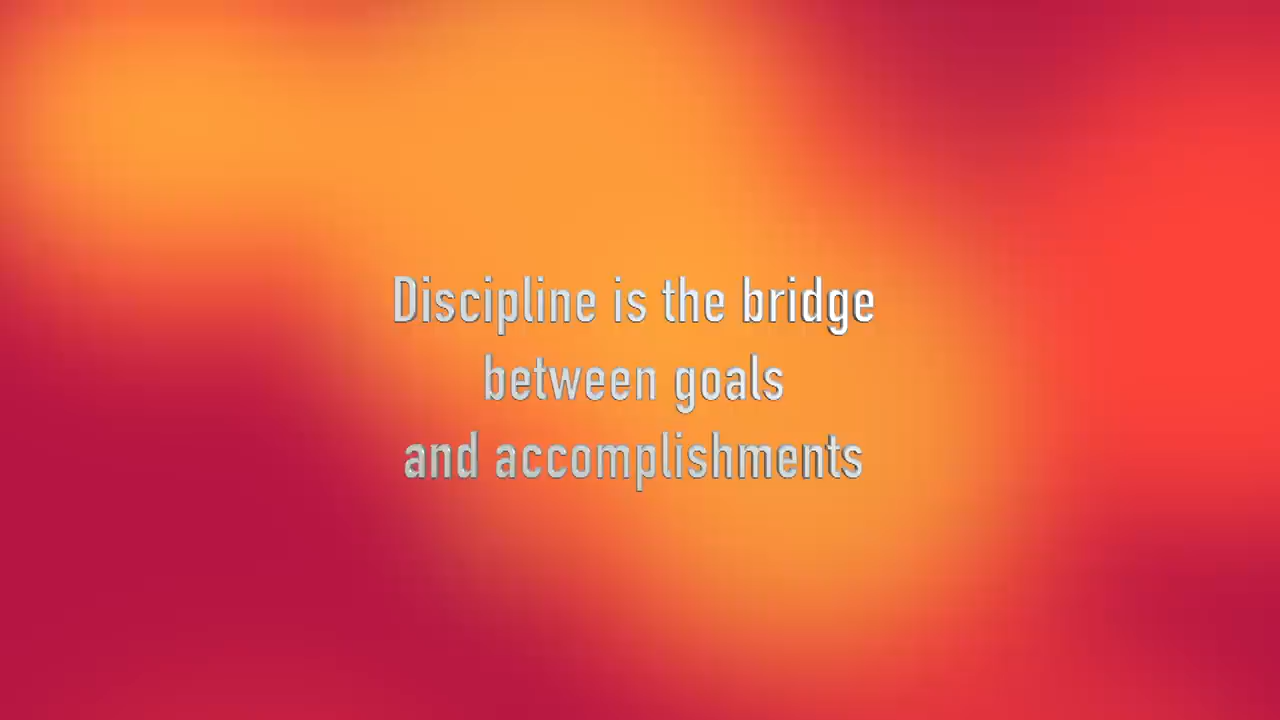 Discipline is the bridge
between goals
and accomplishments